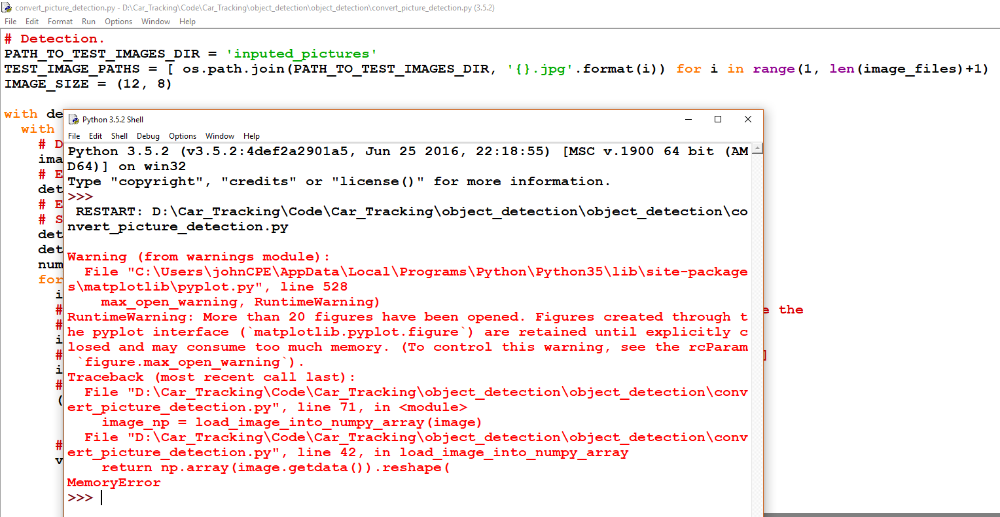 convert_picture_detection.py - D:\Car_Tracking\Code\Car_Tracking\object_detection\object_detection\convert_picture_detection.py (3.5.2)
File Edit Format Run Options Window Help
# Detection.
PATH_TO_TEST_IMAGES_DIR = 'inputed_pictures'
TEST_IMAGE_PATHS = [ os.path.join(PATH_TO_TEST_IMAGES_DIR, '{}.jpg'.format(i)) for i in range(1, len(image_files)+1)
IMAGE_SIZE = (12, 8)
with de
with
# D
ima
# E
det
# E
# S
det
det
num
for
i
# e the
#
i
# ]
i
#
(
#
v
Python 3.5.2 Shell
File Edit Shell Debug Options Window Help
Python 3.5.2 (v3.5.2:4def2a2901a5, Jun 25 2016, 22:18:55) [MSC v.1900 64 bit (AM
D64)] on win32
Type "copyright", "credits" or "license()" for more information.
>>>
RESTART: D:\Car_Tracking\Code\Car_Tracking\object_detection\object_detection\co
nvert_picture_detection.py
Warning (from warnings module):
File "C:\Users\johnCPE\AppData\Local\Programs\Python\Python35\lib\site-package
s\matplotlib\pyplot.py", line 528
max_open_warning, RuntimeWarning)
RuntimeWarning: More than 20 figures have been opened. Figures created through t
he pyplot interface (`matplotlib.pyplot.figure`) are retained until explicitly c
losed and may consume too much memory. (To control this warning, see the rcParam
`figure.max_open_warning`).
Traceback (most recent call last):
File "D:\Car_Tracking\Code\Car_Tracking\object_detection\object_detection\conv
ert_picture_detection.py", line 71, in <module>
image_np = load_image_into_numpy_array(image)
File "D:\Car_Tracking\Code\Car_Tracking\object_detection\object_detection\conv
ert_picture_detection.py", line 42, in load_image_into_numpy_array
return np.array(image.getdata()).reshape(
MemoryError
>>>